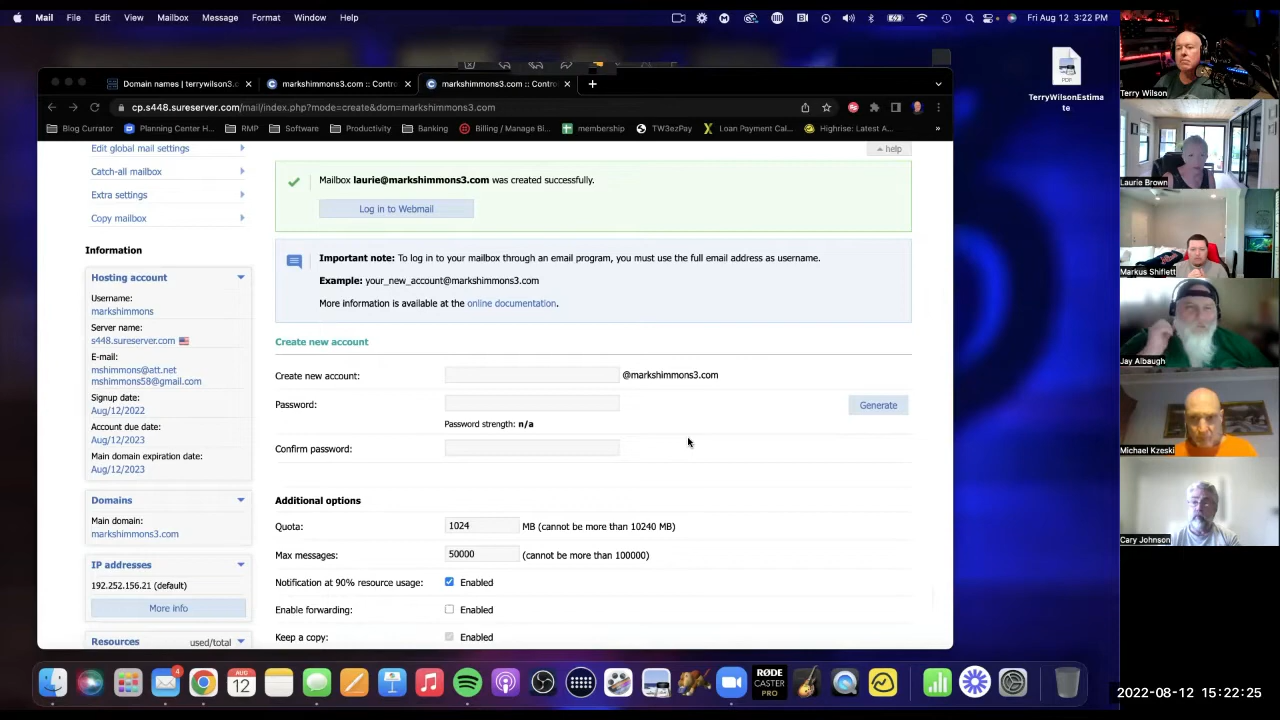 Mail File Edit View Mailbox Message Format Window Help Fri Aug 12 3:22 PM
Domain names | terrywilson3.c
markshimmons3.com :: Contro
markshimmons3.com :: Contro
cp.s448.sureserver.com/mail/index.php?mode=create&dom=markshimmons3.com
Blog Currator Planning Center H... RMP Software Productivity Banking Billing / Manage Bl... membership TW3ezPay Loan Payment Cal... Highrise: Latest A... »
TerryWilsonEstima
te
PDF
Edit global mail settings
Catch-all mailbox
Extra settings
Copy mailbox
Information
Hosting account
Username:
markshimmons
Server name:
s448.sureserver.com
E-mail:
mshimmons@att.net
mshimmons58@gmail.com
Signup date:
Aug/12/2022
Account due date:
Aug/12/2023
Main domain expiration date:
Aug/12/2023
Domains
Main domain:
markshimmons3.com
IP addresses
192.252.156.21 (default)
More info
Resources used/total
help
Mailbox laurie@markshimmons3.com was created successfully.
Log in to Webmail
Important note: To log in to your mailbox through an email program, you must use the full email address as username.
Example: your_new_account@markshimmons3.com
More information is available at the online documentation.
Create new account
Create new account: @markshimmons3.com
Password: Generate
Password strength: n/a
Confirm password:
Additional options
Quota: 1024 MB (cannot be more than 10240 MB)
Max messages: 50000 (cannot be more than 100000)
Notification at 90% resource usage: Enabled
Enable forwarding: Enabled
Keep a copy: Enabled
Terry Wilson
Laurie Brown
Markus Shiflett
Jay Albaugh
Michael Kzeski
Cary Johnson
4
AUG
12
RØDE
CASTER
PRO
2022-08-12 15:22:25